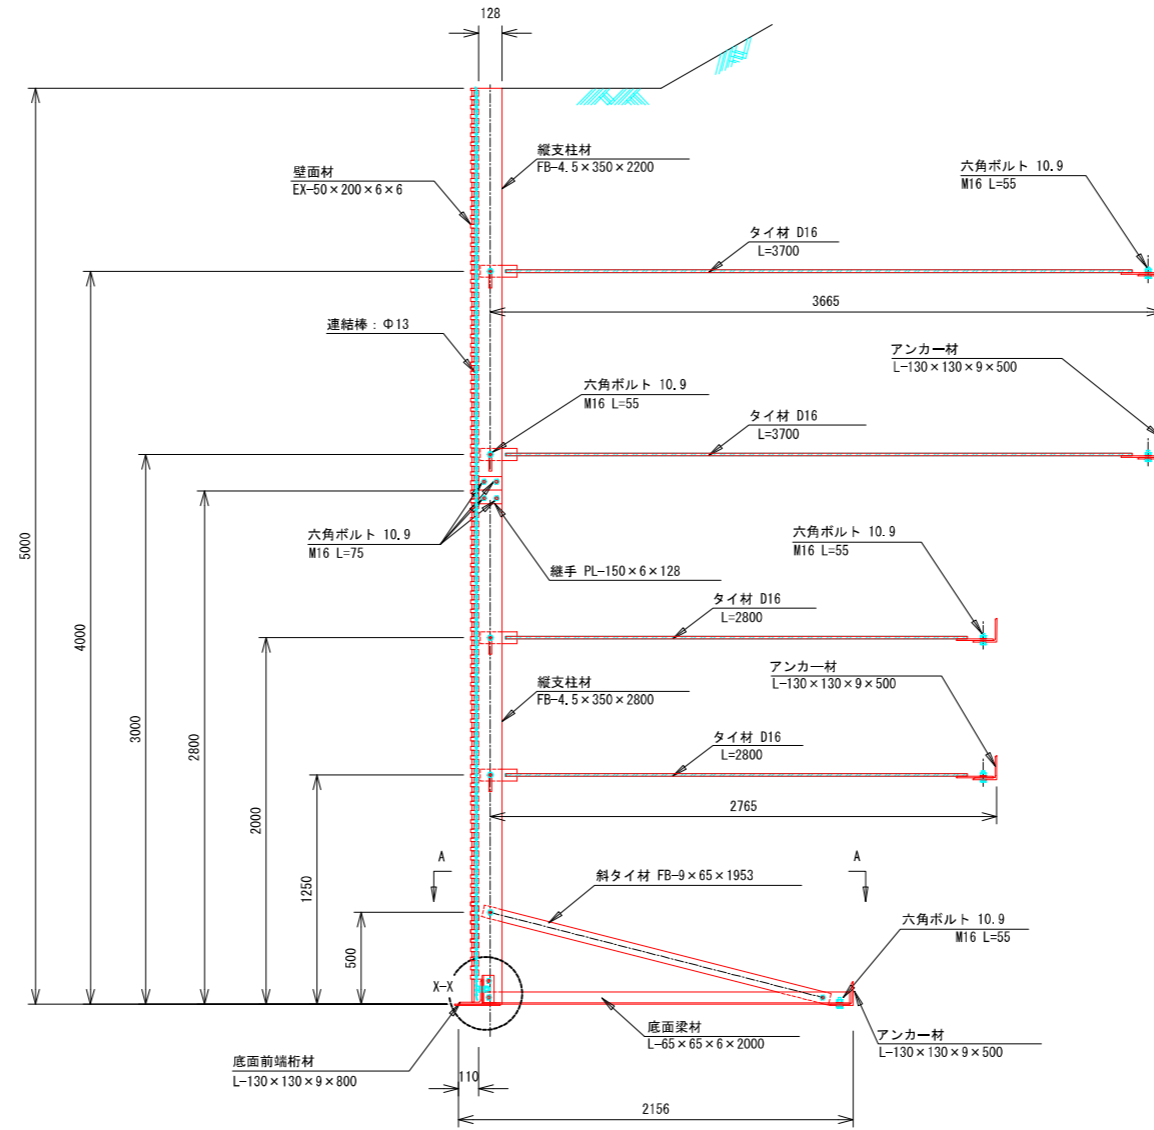 128
縦支柱材
FB-4.5×350×2200
壁面材
EX-50×200×6×6
六角ボルト 10.9
M16 L=55
タイ材 D16
L=3700
3665
連結棒：Φ13
アンカー材
L-130×130×9×500
六角ボルト 10.9
M16 L=55
タイ材 D16
L=3700
六角ボルト 10.9
M16 L=75
継手 PL-150×6×128
六角ボルト 10.9
M16 L=55
タイ材 D16
L=2800
アンカー材
L-130×130×9×500
縦支柱材
FB-4.5×350×2800
タイ材 D16
L=2800
2765
5000
4000
3000
2800
2000
1250
500
A
A
斜タイ材 FB-9×65×1953
六角ボルト 10.9
M16 L=55
X-X
底面梁材
L-65×65×6×2000
アンカー材
L-130×130×9×500
底面前端桁材
L-130×130×9×800
110
2156